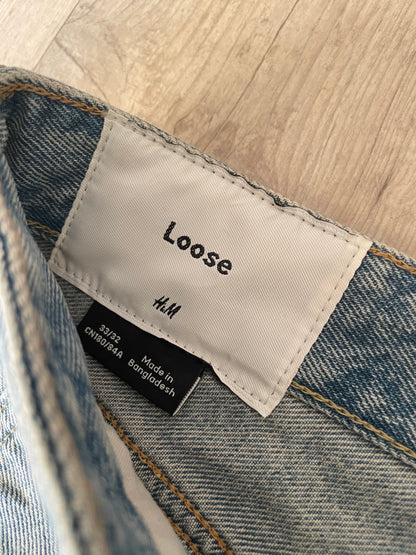 Loose
H&M
33/32
CN180/84A
Made in
Bangladesh